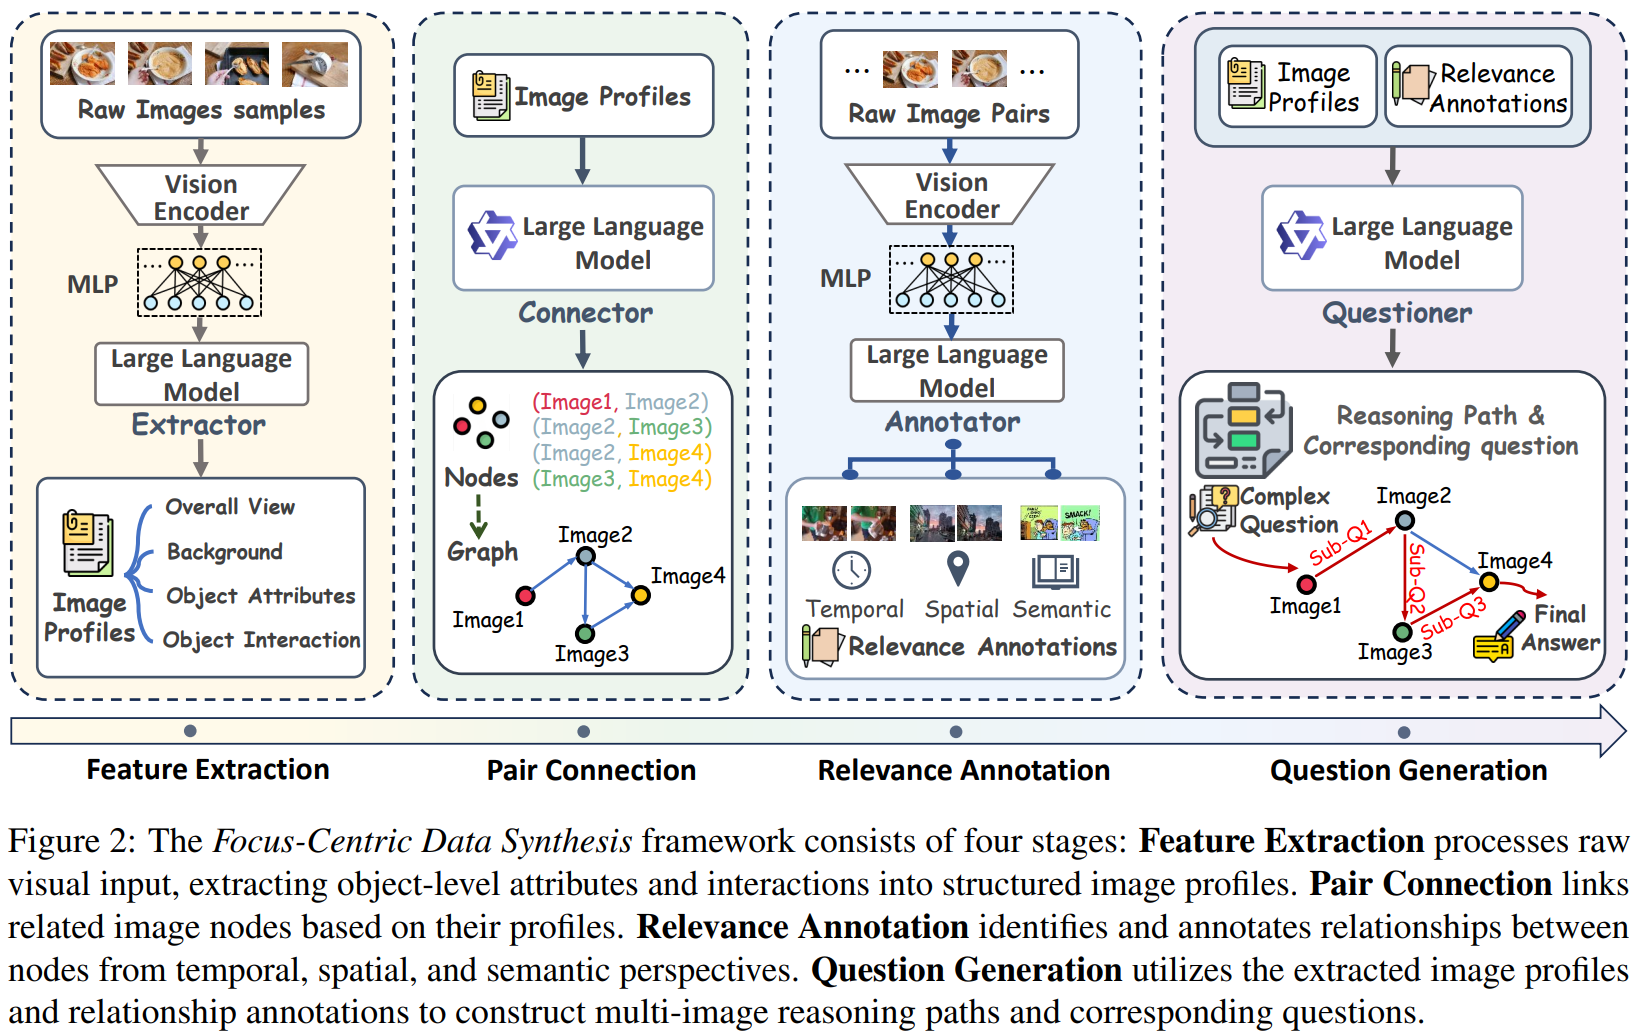 Raw Images samples
Vision
Encoder
MLP
Large Language
Model
Extractor
Image
Profiles
Overall View
Background
Object Attributes
Object Interaction
Image Profiles
Large Language
Model
Connector
Nodes
Graph
(Image1, Image2)
(Image2, Image3)
(Image2, Image4)
(Image3, Image4)
Image2
Image4
Image1
Image3
... ...
Raw Image Pairs
Vision
Encoder
MLP
Large Language
Model
Annotator
SMACK!
Temporal Spatial Semantic
Relevance Annotations
Image
Profiles
Relevance
Annotations
Large Language
Model
Questioner
Reasoning Path &
Corresponding question
Complex
Question
Image2
Sub-Q1
Sub-Q2
Sub-Q3
Image4
Image1
Image3
Final
Answer
Feature Extraction Pair Connection Relevance Annotation Question Generation
Figure 2: The Focus-Centric Data Synthesis framework consists of four stages: Feature Extraction processes raw
visual input, extracting object-level attributes and interactions into structured image profiles. Pair Connection links
related image nodes based on their profiles. Relevance Annotation identifies and annotates relationships between
nodes from temporal, spatial, and semantic perspectives. Question Generation utilizes the extracted image profiles
and relationship annotations to construct multi-image reasoning paths and corresponding questions.